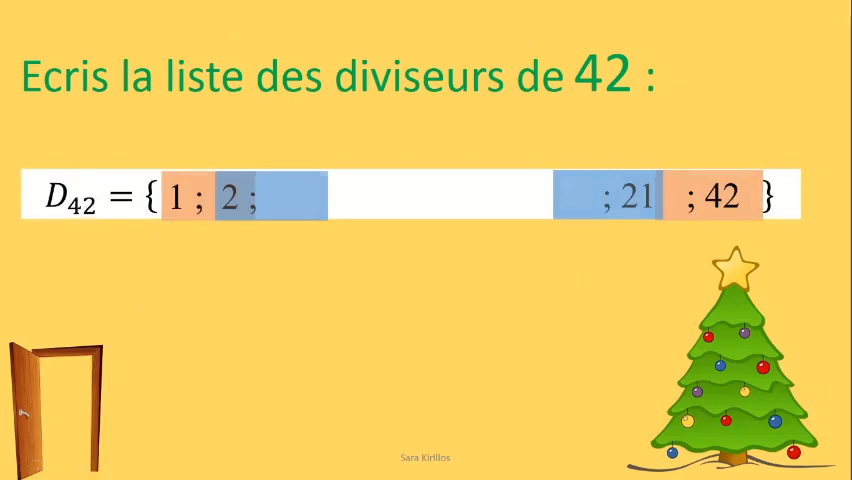 Ecris la liste des diviseurs de 42 :
D₄₂ = { 1 ; 2 ; ; 21 ; 42 }
Sara Kirillos